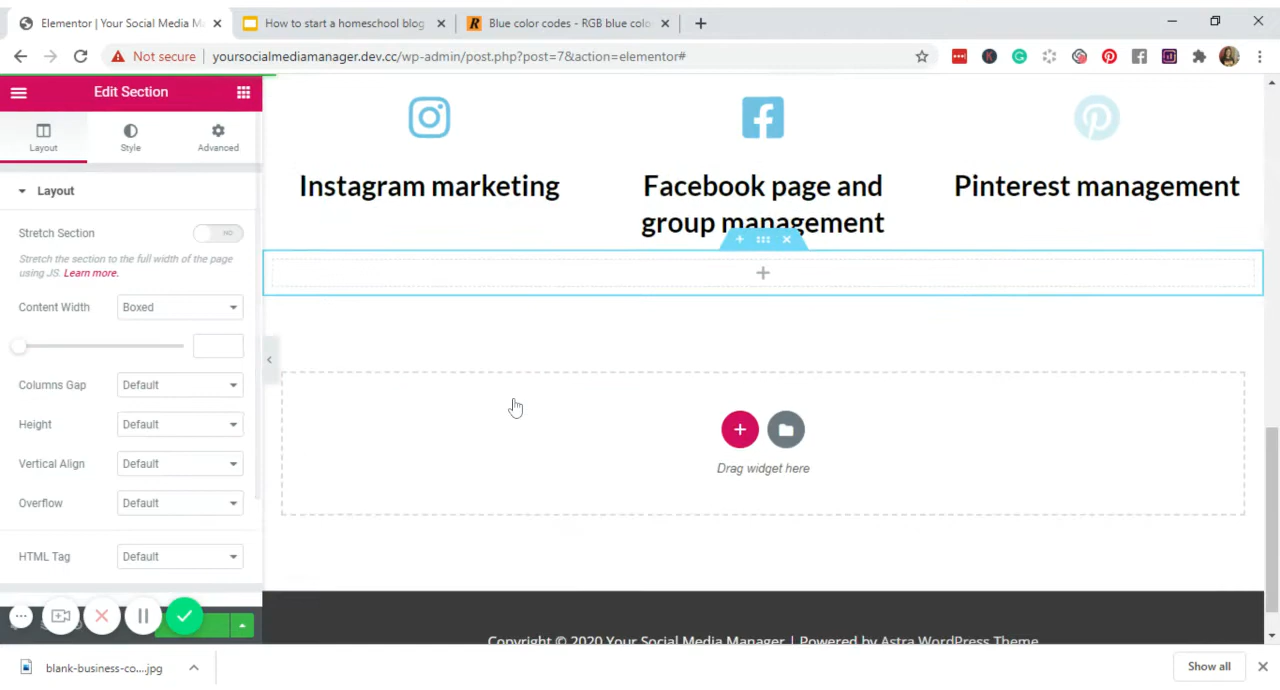 Elementor | Your Social Media M
How to start a homeschool blog
Blue color codes - RGB blue colo
Not secure
yoursocialmediamanager.dev.cc/wp-admin/post.php?post=7&action=elementor#
Edit Section
Layout
Style
Advanced
Layout
Stretch Section
NO
Stretch the section to the full width of the page
using JS. Learn more.
Content Width
Boxed
Columns Gap
Default
Height
Default
Vertical Align
Default
Overflow
Default
HTML Tag
Default
Instagram marketing
Facebook page and
group management
Pinterest management
Drag widget here
Copyright © 2020 Your Social Media Manager | Powered by Astra WordPress Theme
blank-business-co....jpg
Show all